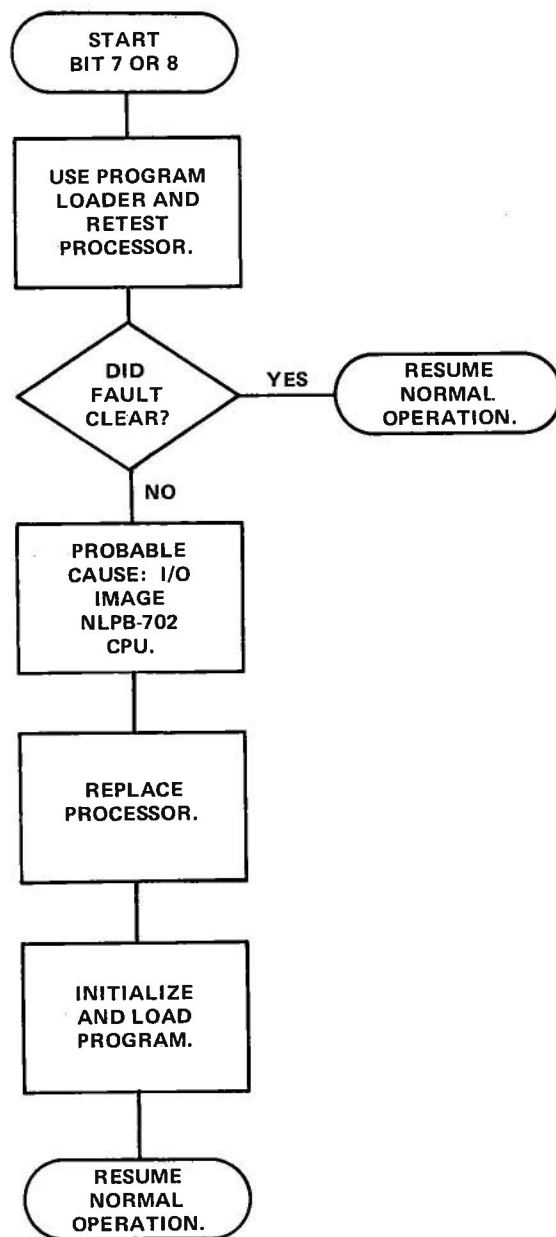 START
BIT 7 OR 8
USE PROGRAM
LOADER AND
RETEST
PROCESSOR.
DID
FAULT
CLEAR?
YES
RESUME
NORMAL
OPERATION.
NO
PROBABLE
CAUSE: I/O
IMAGE
NLPB-702
CPU.
REPLACE
PROCESSOR.
INITIALIZE
AND LOAD
PROGRAM.
RESUME
NORMAL
OPERATION.